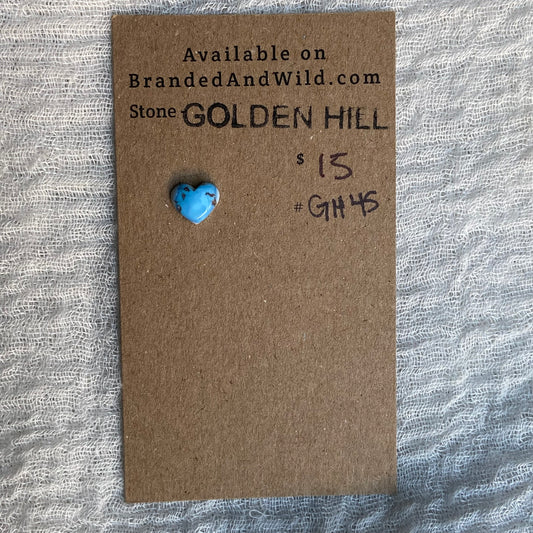 Available on
BrandedAndWild.com
Stone GOLDEN HILL
$ 15
# GH45